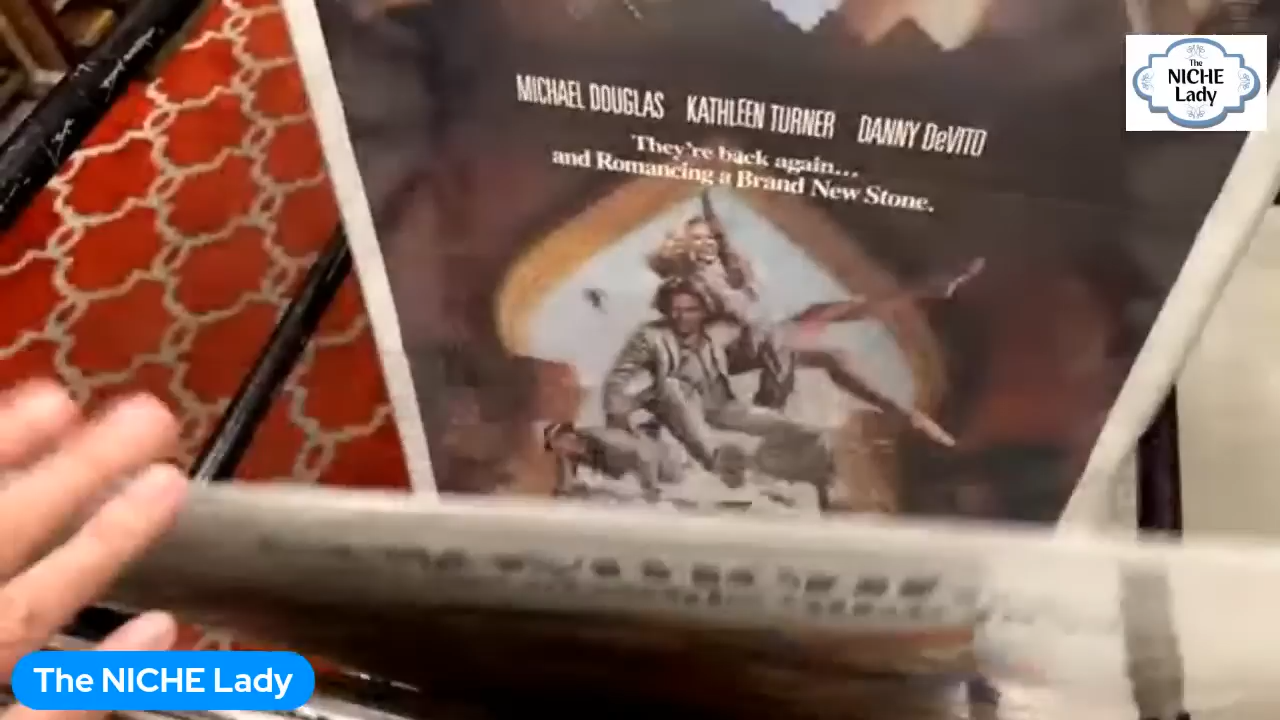 The
NICHE
Lady
MICHAEL DOUGLAS KATHLEEN TURNER DANNY DeVITO
They're back again...
and Romancing a Brand New Stone.
The NICHE Lady